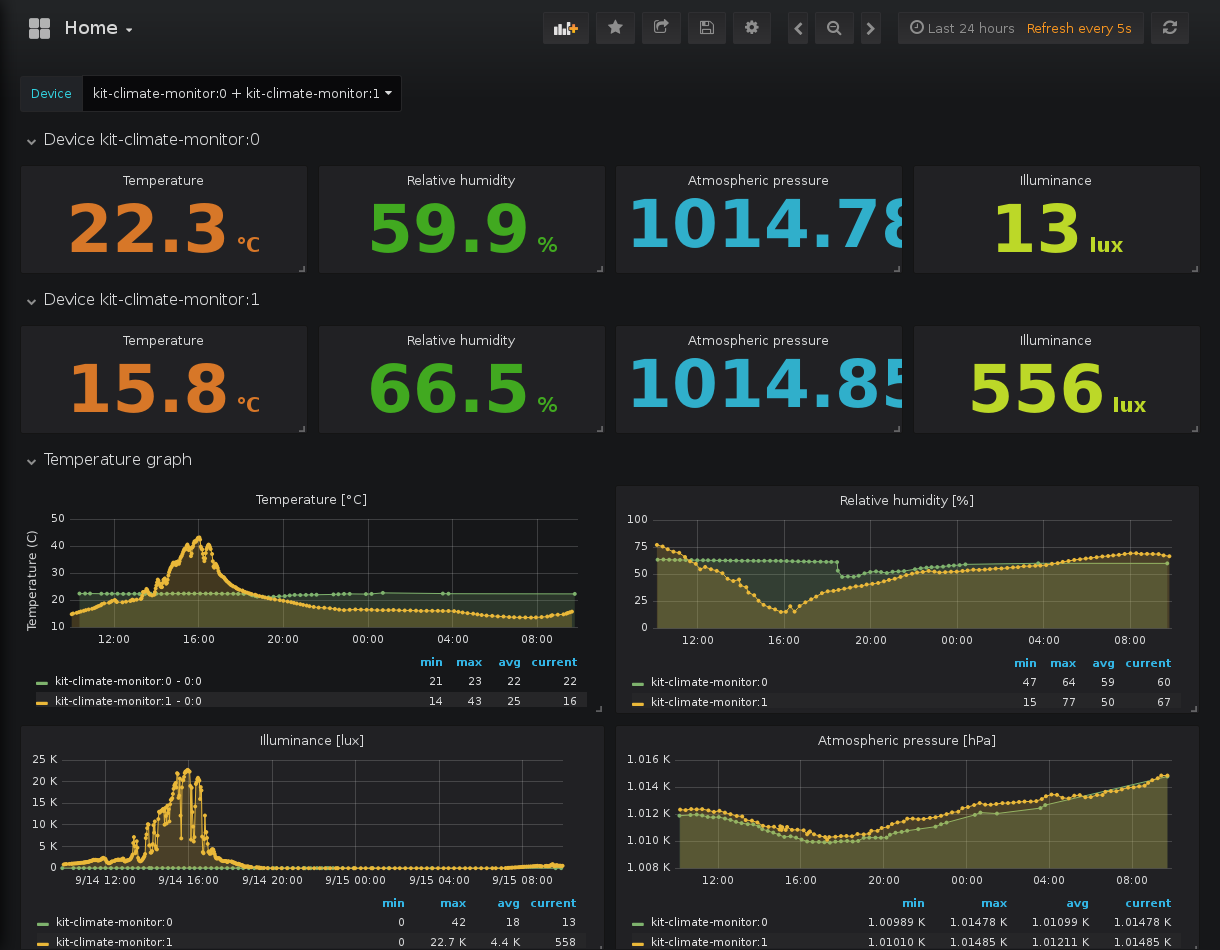 Home
Last 24 hours Refresh every 5s
Device kit-climate-monitor:0 + kit-climate-monitor:1
Device kit-climate-monitor:0
Temperature
22.3 °C
Relative humidity
59.9 %
Atmospheric pressure
1014.78
Illuminance
13 lux
Device kit-climate-monitor:1
Temperature
15.8 °C
Relative humidity
66.5 %
Atmospheric pressure
1014.85
Illuminance
556 lux
Temperature graph
Temperature [°C]
Temperature (C)
50
40
30
20
10
12:00 16:00 20:00 00:00 04:00 08:00
min max avg current
kit-climate-monitor:0 - 0:0 21 23 22 22
kit-climate-monitor:1 - 0:0 14 43 25 16
Relative humidity [%]
100
75
50
25
0
12:00 16:00 20:00 00:00 04:00 08:00
min max avg current
kit-climate-monitor:0 47 64 59 60
kit-climate-monitor:1 15 77 50 67
Illuminance [lux]
25 K
20 K
15 K
10 K
5 K
0
9/14 12:00 9/14 16:00 9/14 20:00 9/15 00:00 9/15 04:00 9/15 08:00
min max avg current
kit-climate-monitor:0 0 42 18 13
kit-climate-monitor:1 0 22.7 K 4.4 K 558
Atmospheric pressure [hPa]
1.016 K
1.014 K
1.012 K
1.010 K
1.008 K
12:00 16:00 20:00 00:00 04:00 08:00
min max avg current
kit-climate-monitor:0 1.00989 K 1.01478 K 1.01099 K 1.01478 K
kit-climate-monitor:1 1.01010 K 1.01485 K 1.01211 K 1.01485 K